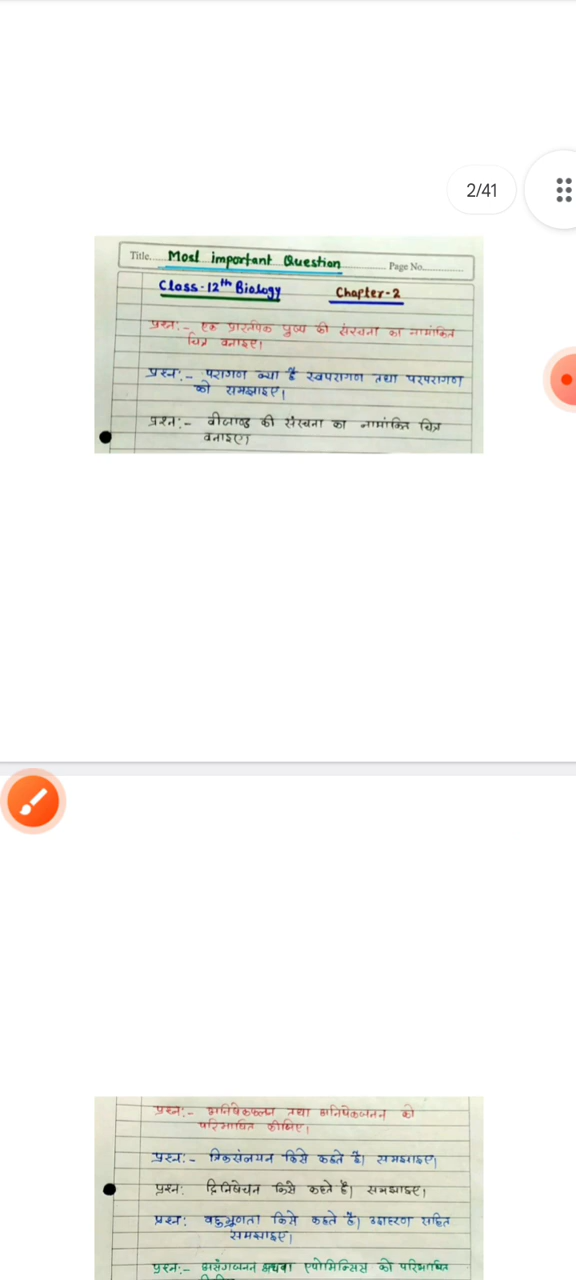 2/41
Title..... Most important Question
Page No..............
Class-12th Biology Chapter-2
प्रश्न:- एक प्रारूपिक पुष्प की संरचना का नामांकित
चित्र बनाइए।
प्रश्न:- परागण क्या है स्वपरागण तथा परपरागण
को समझाइए।
प्रश्न:- बीजाण्ड की संरचना का नामांकित चित्र
बनाइए।
प्रश्न:- अनिषेकफलन तथा अनिषेकजनन को
परिभाषित कीजिए।
प्रश्न:- त्रिकसंलयन किसे कहते है। समझाइए।
प्रश्न: द्विनिषेचन किसे कहते है। समझाइए।
प्रश्न: बहुभ्रूणता किसे कहते है। उदाहरण सहित
समझाइए।
प्रश्न:- असंगजनन अथवा एपोमिक्सिस को परिभाषित